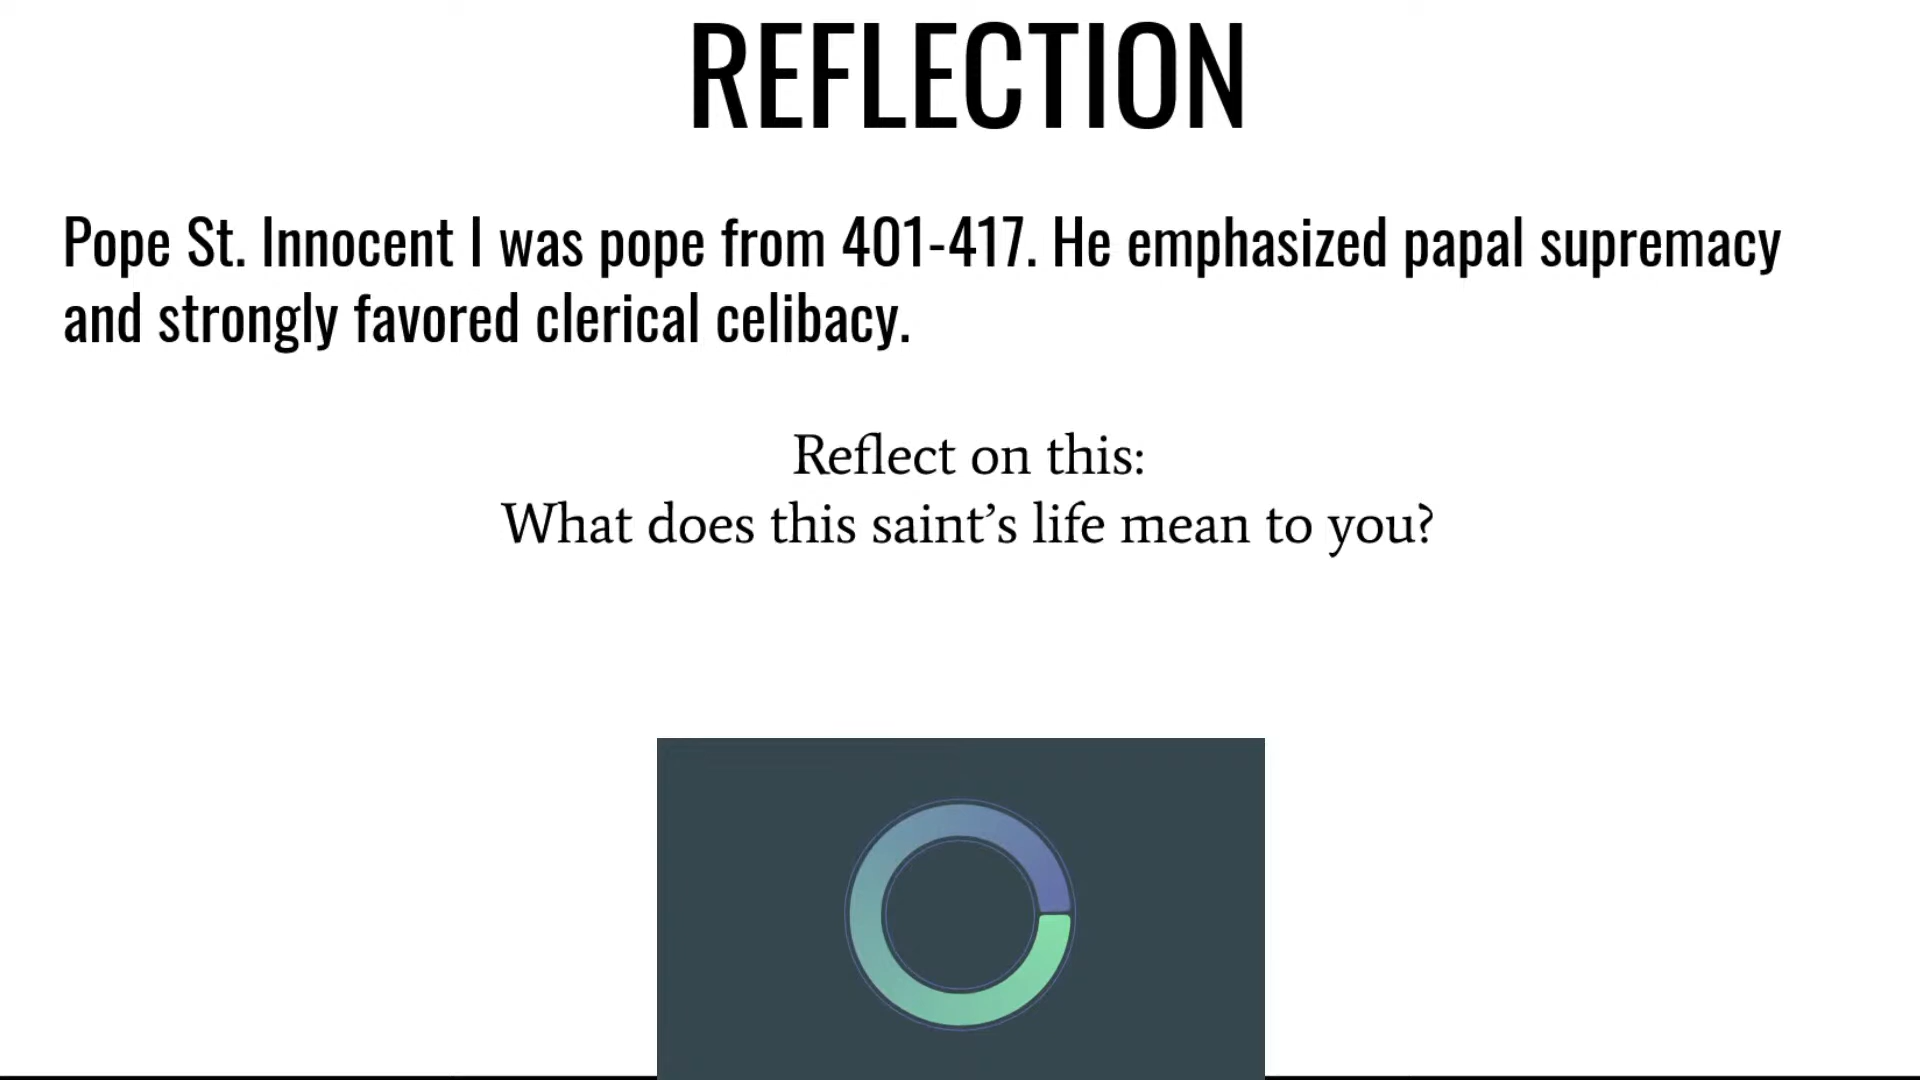 REFLECTION
Pope St. Innocent I was pope from 401-417. He emphasized papal supremacy
and strongly favored clerical celibacy.
Reflect on this:
What does this saint’s life mean to you?